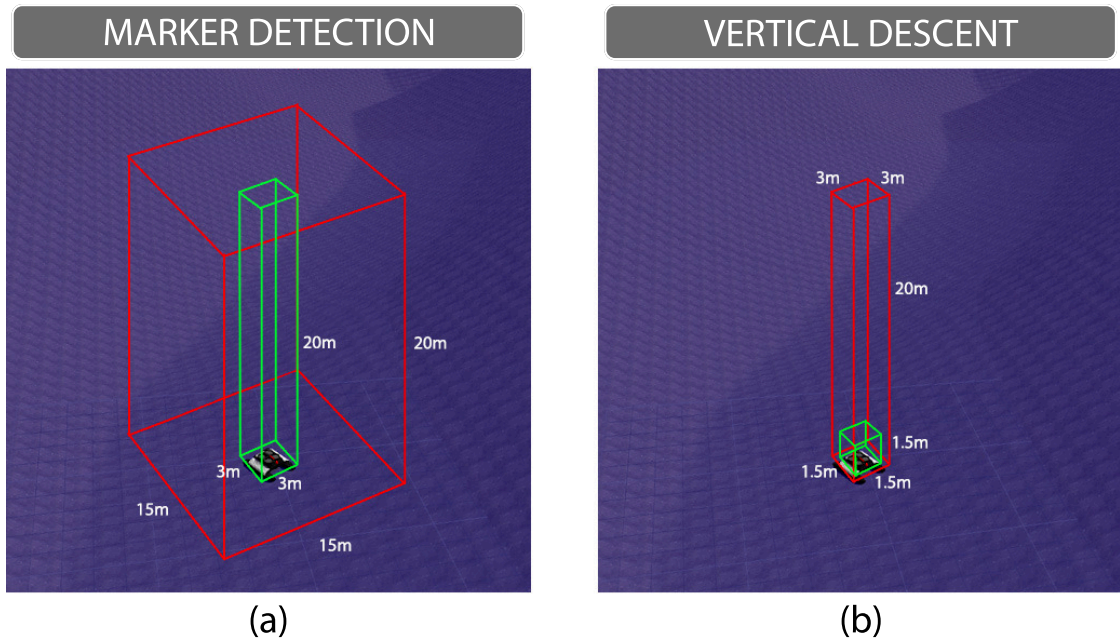 MARKER DETECTION
20m
20m
3m
3m
15m
15m
(a)
VERTICAL DESCENT
3m
3m
20m
1.5m
1.5m
1.5m
(b)